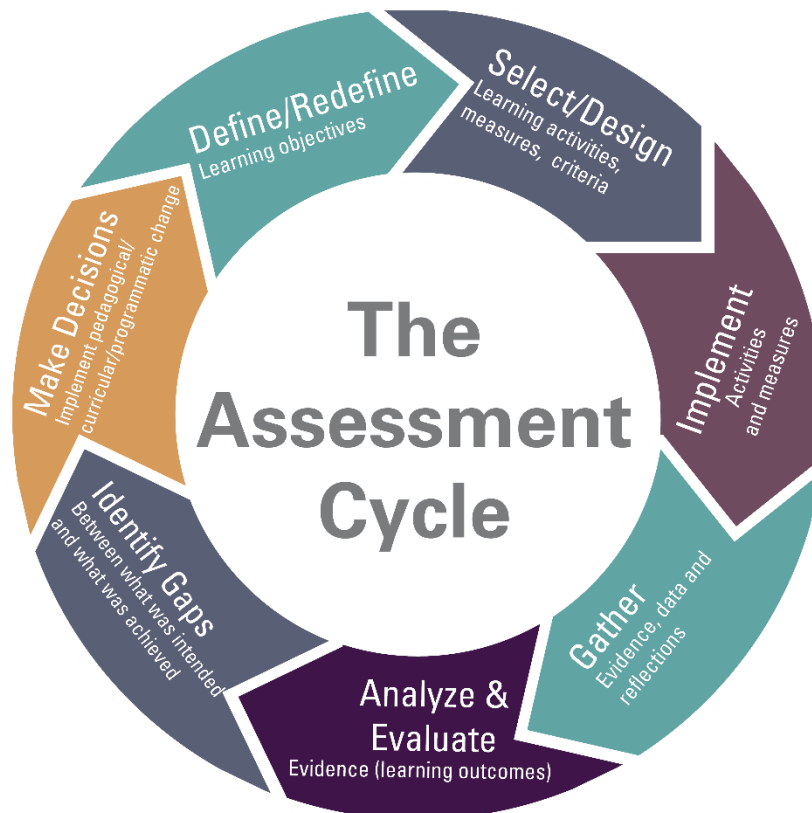 The
Assessment
Cycle
Define/Redefine
Learning objectives
Select/Design
Learning activities,
measures, criteria
Implement
Activities
and measures
Gather
Evidence, data and
reflections
Analyze &
Evaluate
Evidence (learning outcomes)
Identify Gaps
Between what was intended
and what was achieved
Make Decisions
Implement pedagogical/
curricular/programmatic change